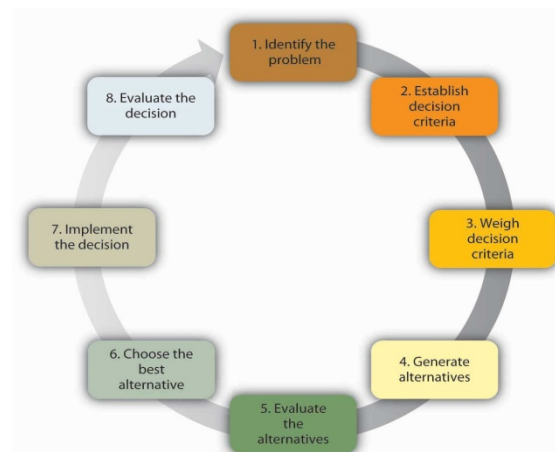 1. Identify the
problem
2. Establish
decision
criteria
3. Weigh
decision
criteria
4. Generate
alternatives
5. Evaluate
the
alternatives
6. Choose the
best
alternative
7. Implement
the decision
8. Evaluate the
decision